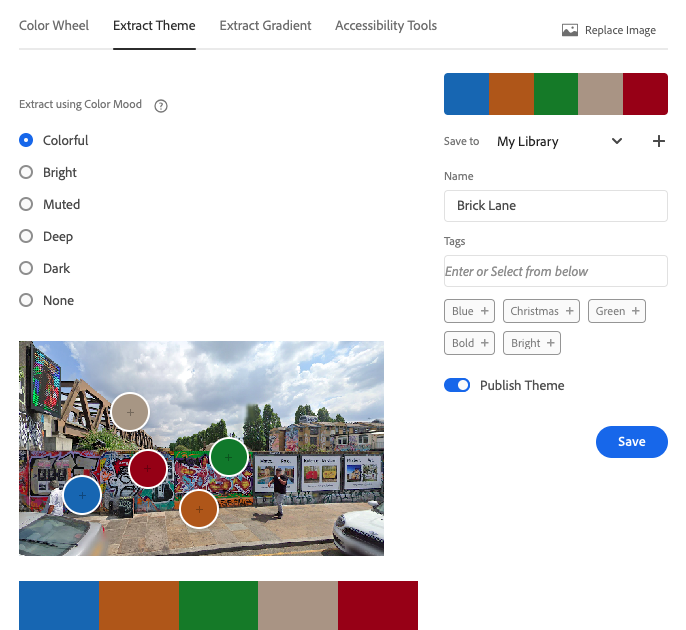 Color Wheel
Extract Theme
Extract Gradient
Accessibility Tools
Replace Image
Extract using Color Mood
?
Colorful
Bright
Muted
Deep
Dark
None
Save to
My Library
Name
Brick Lane
Tags
Enter or Select from below
Blue +
Christmas +
Green +
Bold +
Bright +
Publish Theme
Save